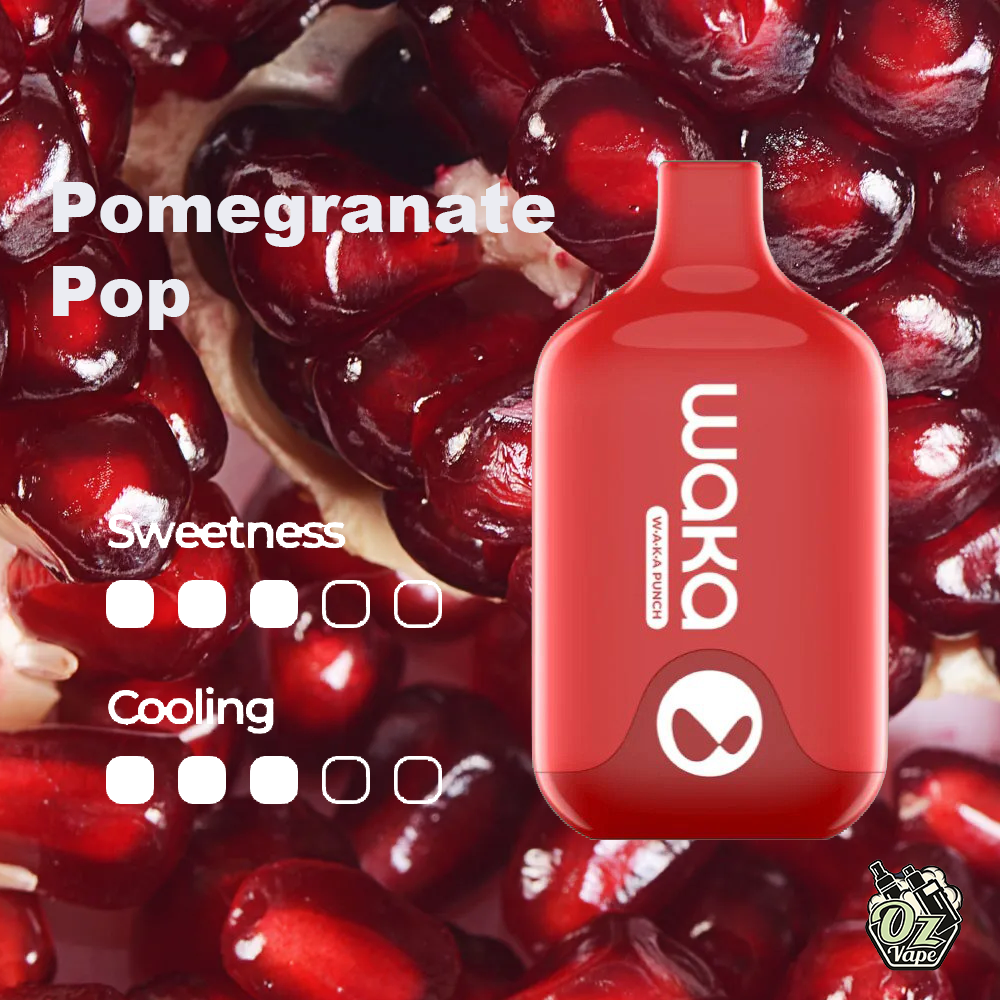 Pomegranate
Pop
Sweetness
Cooling
waka
W·A·K·A PUNCH
OZ
Vape